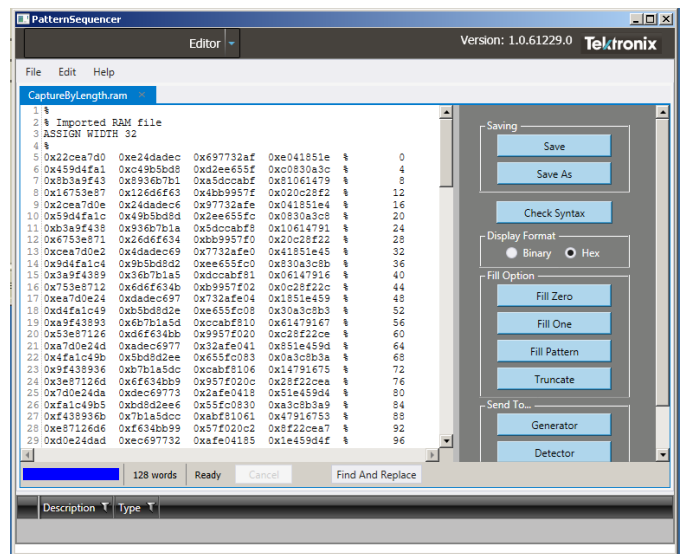 PatternSequencer
Editor Version: 1.0.61229.0 Tektronix
File Edit Help
CaptureByLength.ram
1 %
2 % Imported RAM file
3 ASSIGN WIDTH 32
4 %
5 0x22cea7d0 0xe24dadec 0x697732af 0xe041851e % 0
6 0x459d4fa1 0xc49b5bd8 0xd2ee655f 0xc0830a3c % 4
7 0x8b3a9f43 0x8936b7b1 0xa5dccabf 0x81061479 % 8
8 0x16753e87 0x126d6f63 0x4bb9957f 0x020c28f2 % 12
9 0x2cea7d0e 0x24dadec6 0x97732afe 0x041851e4 % 16
10 0x59d4fa1c 0x49b5bd8d 0x2ee655fc 0x0830a3c8 % 20
11 0xb3a9f438 0x936b7b1a 0x5dccabf8 0x10614791 % 24
12 0x6753e871 0x26d6f634 0xbb9957f0 0x20c28f22 % 28
13 0xcea7d0e2 0x4dadec69 0x7732afe0 0x41851e45 % 32
14 0x9d4fa1c4 0x9b5bd8d2 0xee655fc0 0x830a3c8b % 36
15 0x3a9f4389 0x36b7b1a5 0xdccabf81 0x06147916 % 40
16 0x753e8712 0x6d6f634b 0xb9957f02 0x0c28f22c % 44
17 0xea7d0e24 0xdadec697 0x732afe04 0x1851e459 % 48
18 0xd4fa1c49 0xb5bd8d2e 0xe655fc08 0x30a3c8b3 % 52
19 0xa9f43893 0x6b7b1a5d 0xccabf810 0x61479167 % 56
20 0x53e87126 0xd6f634bb 0x9957f020 0xc28f22ce % 60
21 0xa7d0e24d 0xadec6977 0x32afe041 0x851e459d % 64
22 0x4fa1c49b 0x5bd8d2ee 0x655fc083 0x0a3c8b3a % 68
23 0x9f438936 0xb7b1a5dc 0xcabf8106 0x14791675 % 72
24 0x3e87126d 0x6f634bb9 0x957f020c 0x28f22cea % 76
25 0x7d0e24da 0xdec69773 0x2afe0418 0x51e459d4 % 80
26 0xfa1c49b5 0xbd8d2ee6 0x55fc0830 0xa3c8b3a9 % 84
27 0xf438936b 0x7b1a5dcc 0xabf81061 0x47916753 % 88
28 0xe87126d6 0xf634bb99 0x57f020c2 0x8f22cea7 % 92
29 0xd0e24dad 0xec697732 0xafe04185 0x1e459d4f % 96
Saving
Save
Save As
Check Syntax
Display Format
Binary Hex
Fill Option
Fill Zero
Fill One
Fill Pattern
Truncate
Send To...
Generator
Detector
128 words Ready Cancel Find And Replace
Description Type